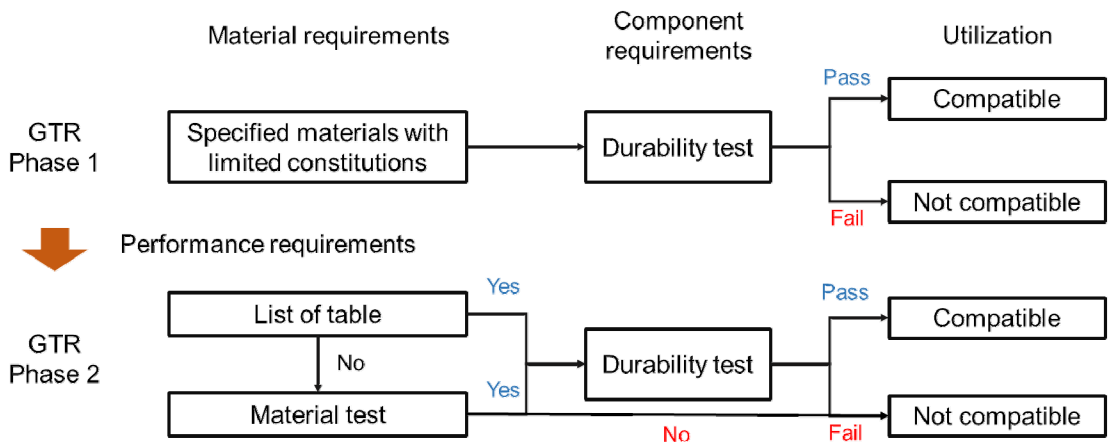 Material requirements
Component
requirements
Utilization
GTR
Phase 1
Specified materials with
limited constitutions
Durability test
Pass
Compatible
Fail
Not compatible
Performance requirements
GTR
Phase 2
List of table
Yes
No
Material test
Yes
Durability test
Pass
Compatible
No
Fail
Not compatible